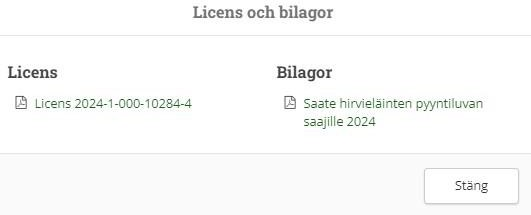 Licens och bilagor
Licens
Licens 2024-1-000-10284-4
Bilagor
Saate hirvieläinten pyyntiluvan
saajille 2024
Stäng